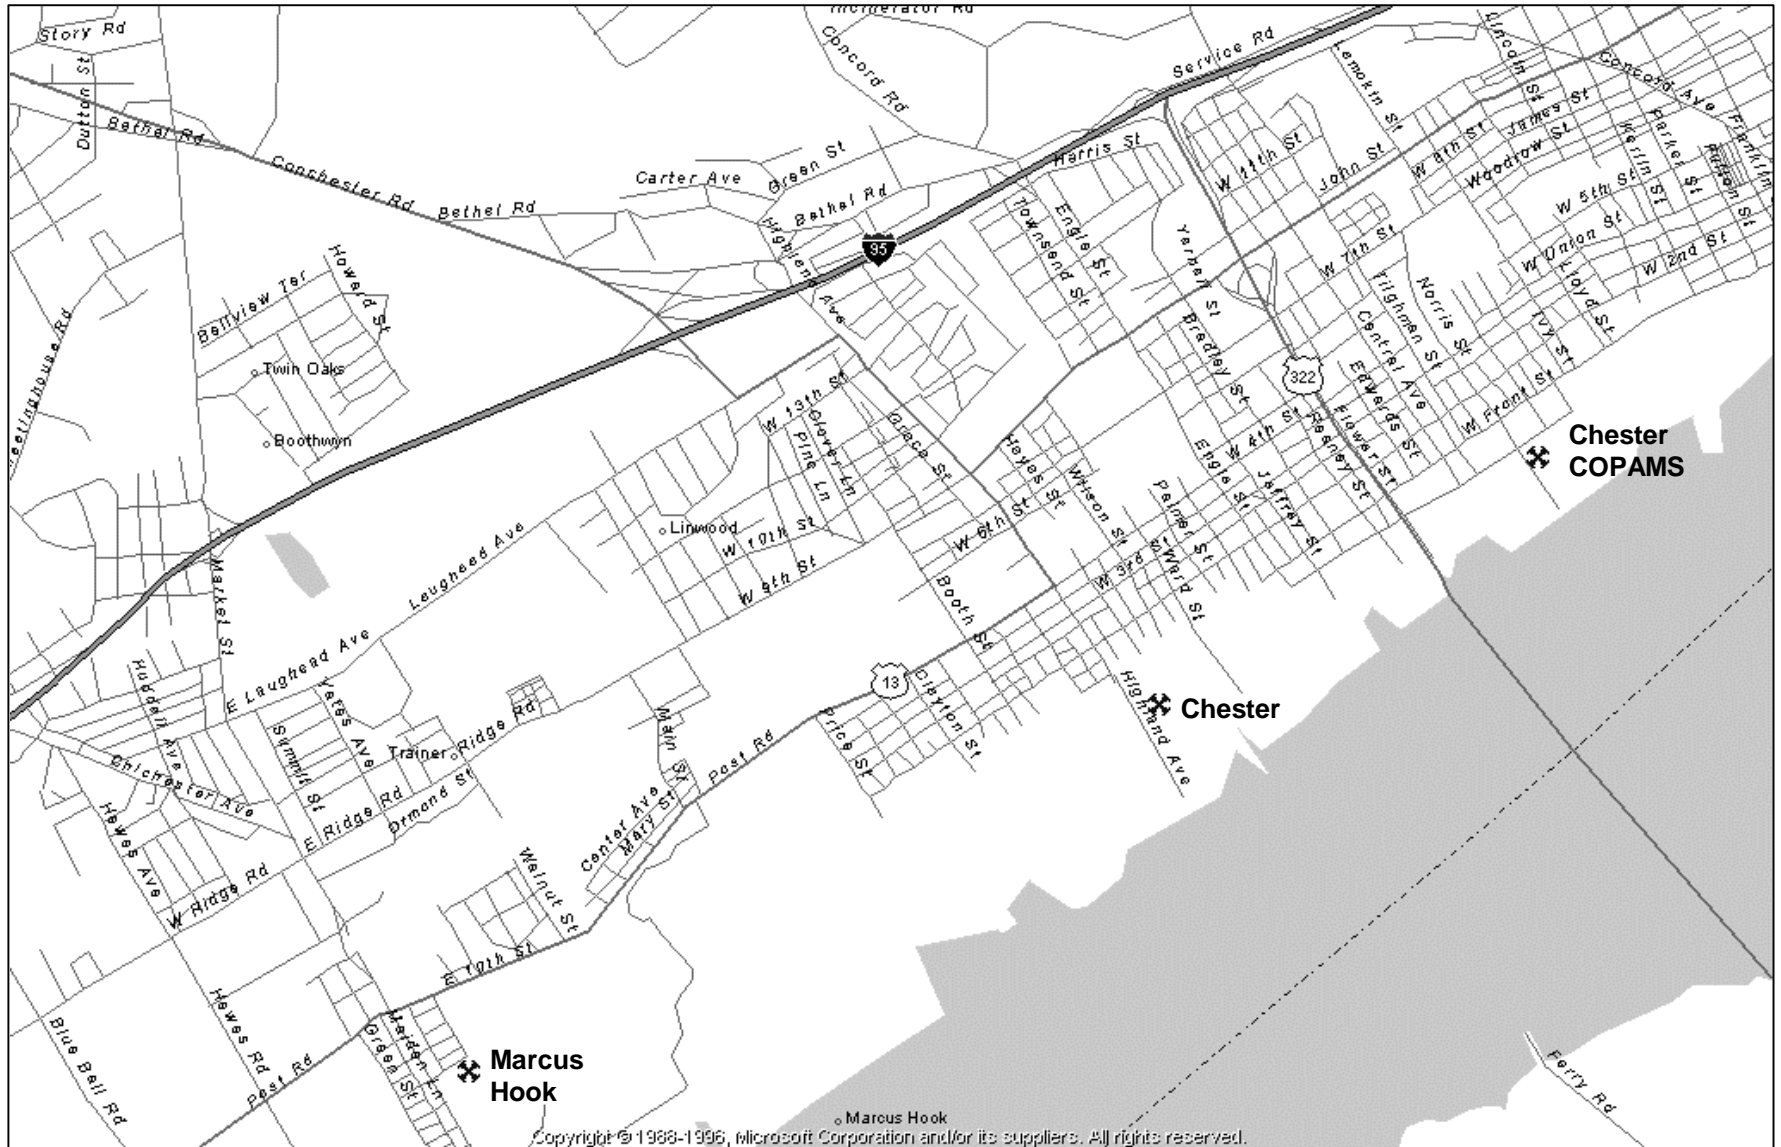 Incinerator Rd
Story Rd
Dutton St
Bethel Rd
Conchester Rd
Bethel Rd
Concord Rd
Service Rd
Lemokin St
Lincoln St
Concord Ave
Carter Ave
Green St
Bethel Rd
Harris St
W 11th St
John St
W 8th St
James St
Woodrow St
Kerlin St
Parker St
Fulton St
Franklin
W 5th St
W Union St
W 2nd St
Lloyd St
Ivy St
Highland Ave
95
Townsend St
Engle St
Yarnell St
Bradley St
W 7th St
Tilghman St
Norris St
Central Ave
Edwards St
W Front St
322
Flower St
Reaney St
W 4th St
Engle St
Jeffrey St
Howard St
Bellview Ter
Twin Oaks
Boothwyn
Meetinghouse Rd
W 13th St
Pine Ln
Clover Ln
Grace St
Hayes St
Wilson St
Palmer St
Ward St
W 3rd St
W 6th St
Chester
COPAMS
Linwood
W 10th St
W 9th St
Laughead Ave
Booth St
Market St
E Laughead Ave
Huddell Ave
Yates Ave
Summit St
Chichester Ave
Trainer
Ridge Rd
E Ridge Rd
Ormond St
Main St
Post Rd
13
Clayton St
Price St
Highland Ave
Chester
Center Ave
Mary St
Walnut St
Hewes Ave
W Ridge Rd
E 10th St
Hewes Rd
Blue Ball Rd
Post Rd
Green St
Maiden Ln
Marcus
Hook
Marcus Hook
Ferry Rd
Copyright © 1988-1996, Microsoft Corporation and/or its suppliers. All rights reserved.